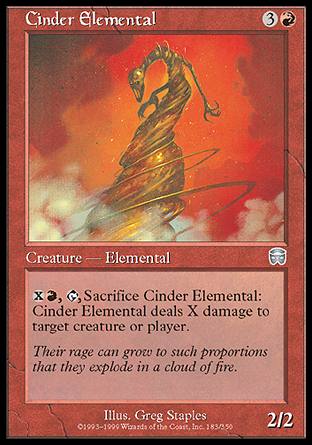 Cinder Elemental 3
Creature — Elemental
X , , Sacrifice Cinder Elemental:
Cinder Elemental deals X damage to
target creature or player.
Their rage can grow to such proportions
that they explode in a cloud of fire.
2/2
Illus. Greg Staples
©1993–1999 Wizards of the Coast, Inc. 183/350